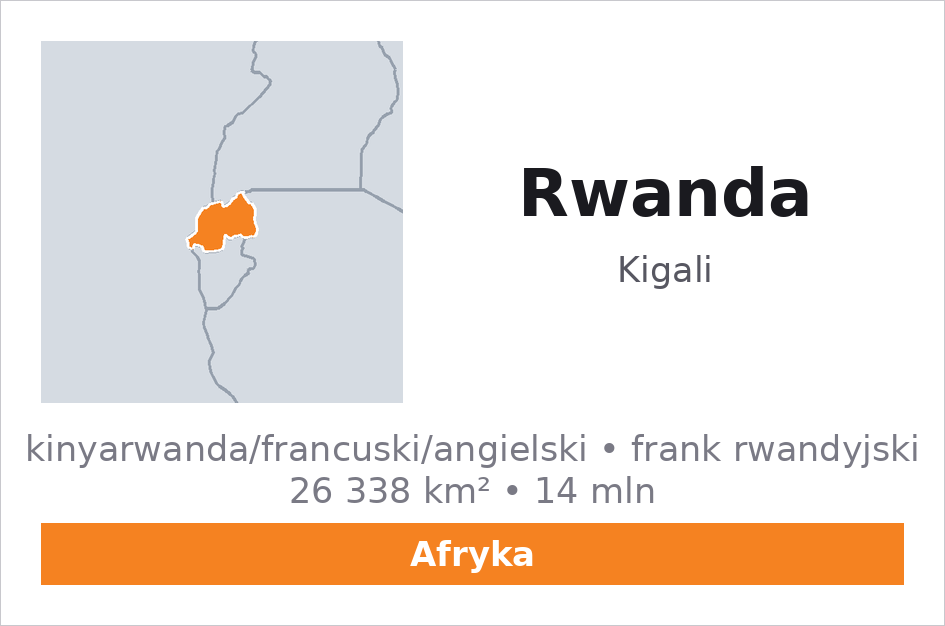 Rwanda
Kigali
kinyarwanda/francuski/angielski • frank rwandyjski
26 338 km² • 14 mln
Afryka